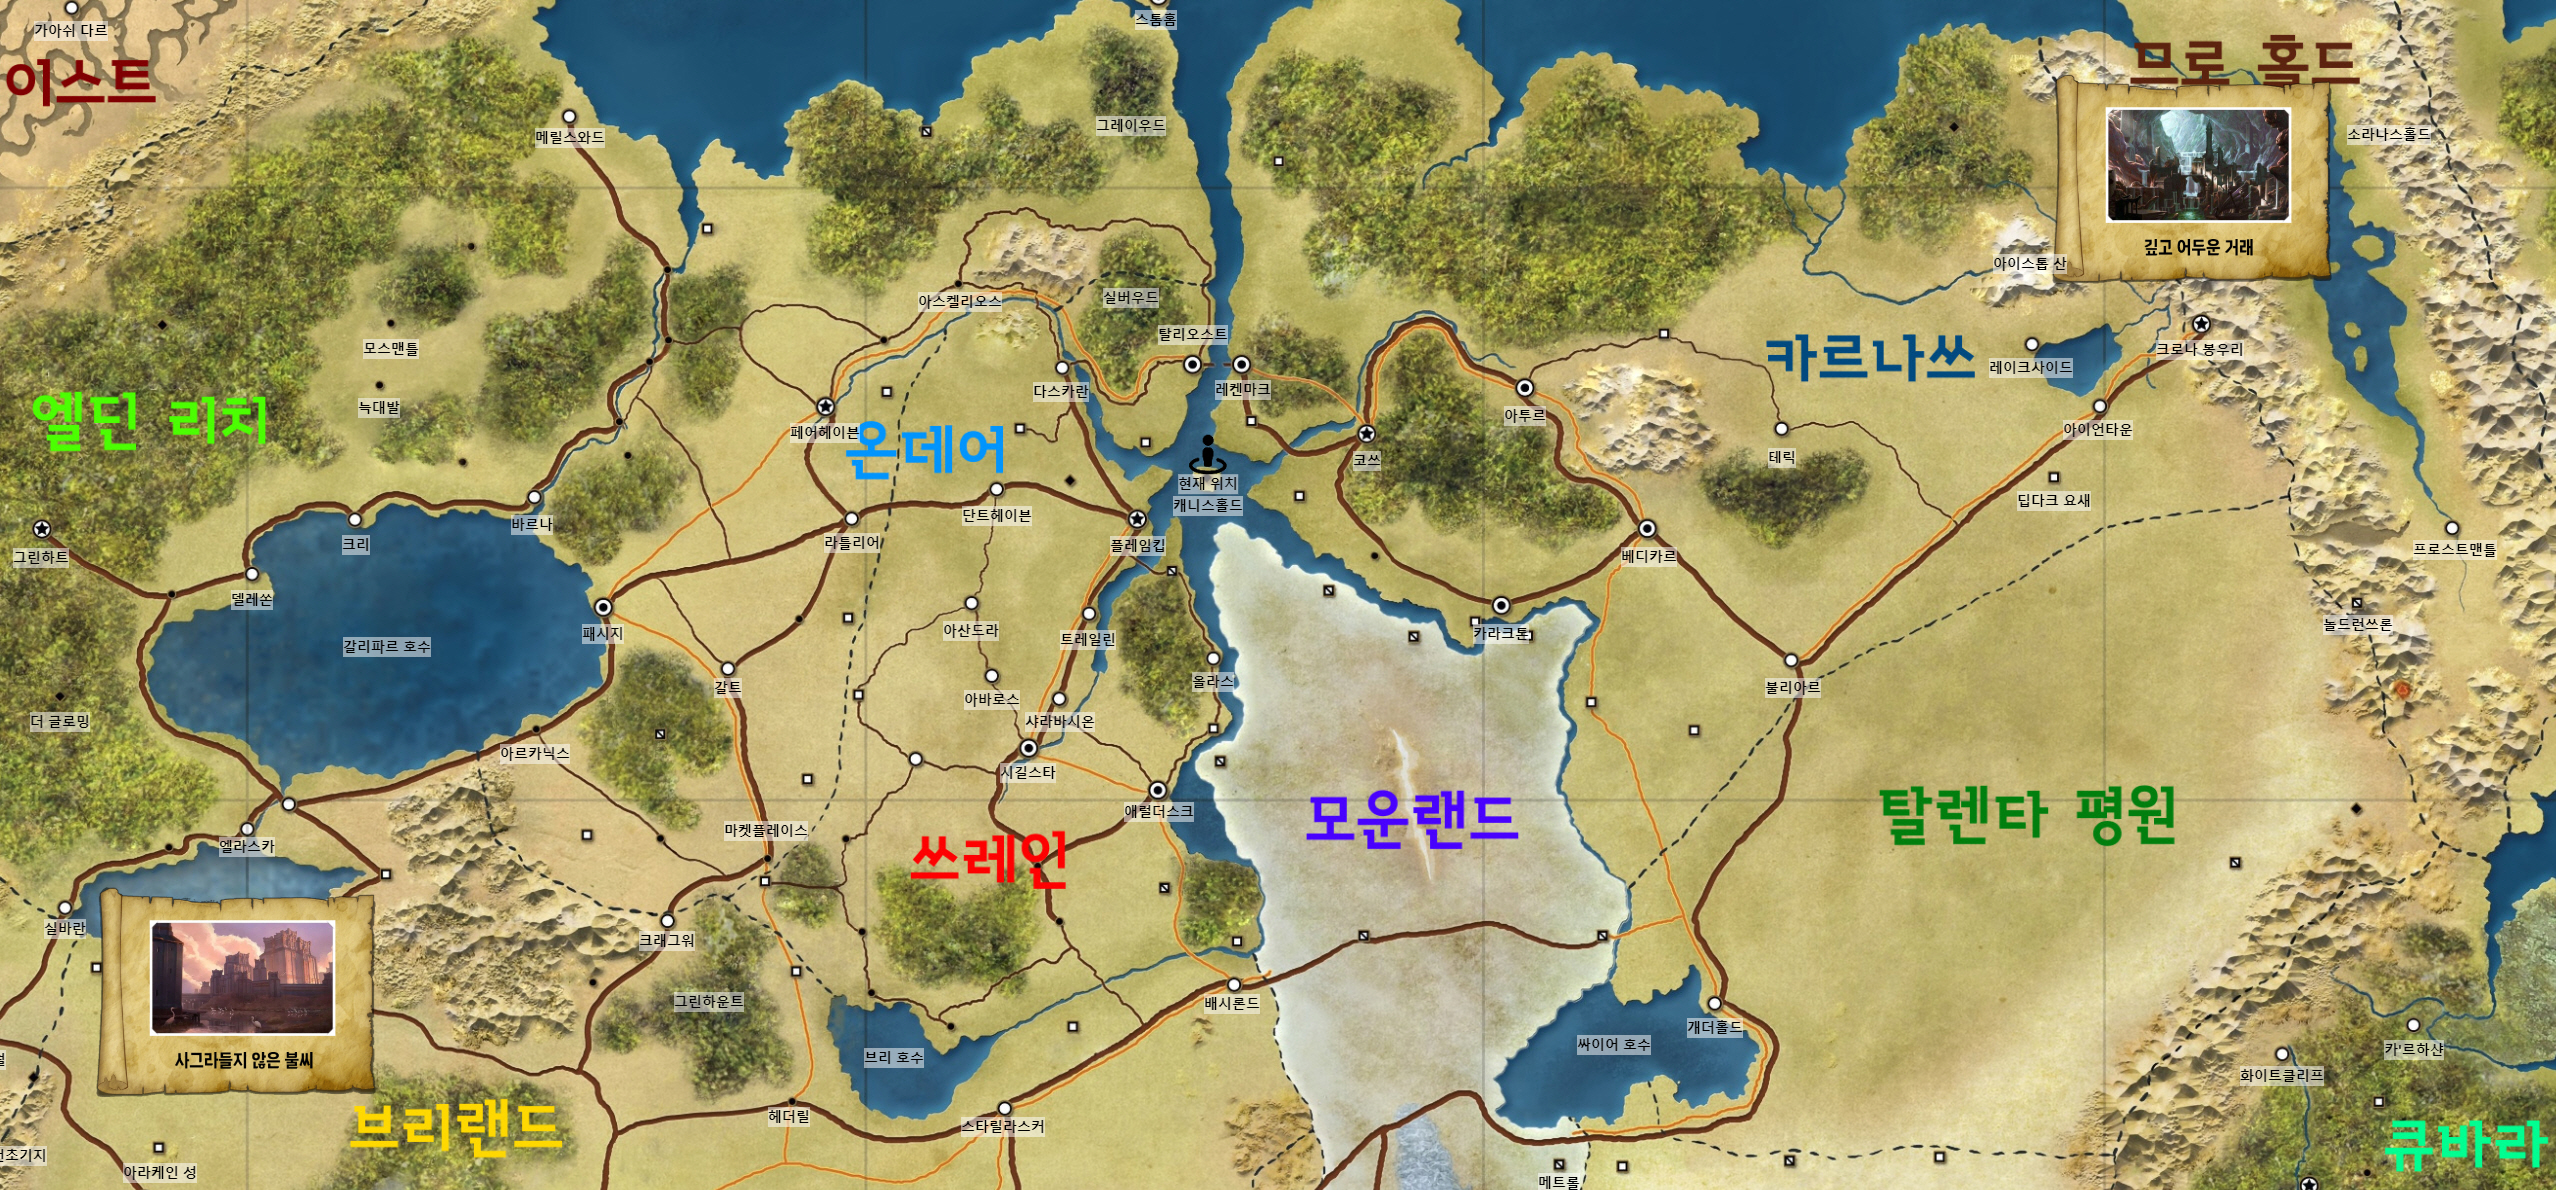 가아쉬 다르
스톰홈
이스트
므로 홀드
메릴스와드
그레이우드
소라나스홀드
깊고 어두운 거래
아이스톱 산
아스켈리오스
실버우드
탈리오스트
모스맨틀
크로나 봉우리
카르나쓰
레이크사이드
다스카란
레켄마크
늑대발
엘딘 리치
페어헤이븐
온데어
아투르
아이언타운
코쓰
테릭
현재 위치
캐니스홀드
딥다크 요새
단트헤이븐
바르나
크리
라틀리어
플레임킵
그린하트
베디카르
프로스트맨틀
델레쏜
놀드런쓰론
갈리파르 호수
패시지
아산드라
트레일린
카라크톤
갈트
올라스
불리아르
아바로스
샤라바시온
더 글로밍
아르카닉스
시길스타
애럴더스크
모운랜드
탈렌타 평원
마켓플레이스
엘라스카
쓰레인
실바란
크래그워
그린하운트
배시론드
사그라들지 않은 불씨
브리 호수
싸이어 호수
개더홀드
카'르하샨
화이트클리프
헤더릴
스타릴라스커
브리랜드
큐바라
전초기지
아라케인 성
메트롤